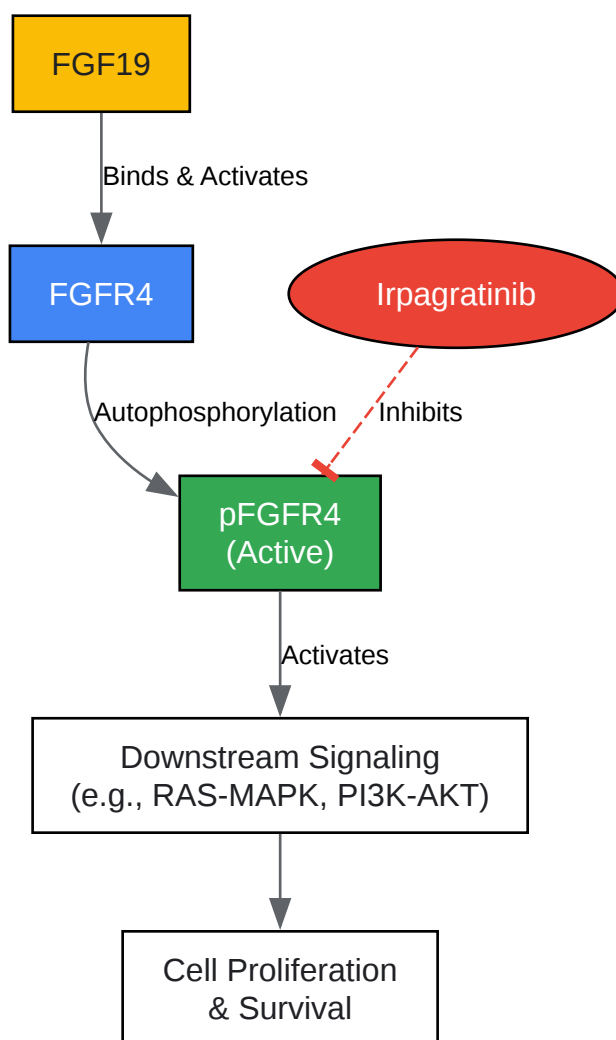 FGF19
Binds & Activates
FGFR4
Irpagratinib
Autophosphorylation
Inhibits
pFGFR4
(Active)
Activates
Downstream Signaling
(e.g., RAS-MAPK, PI3K-AKT)
Cell Proliferation
& Survival